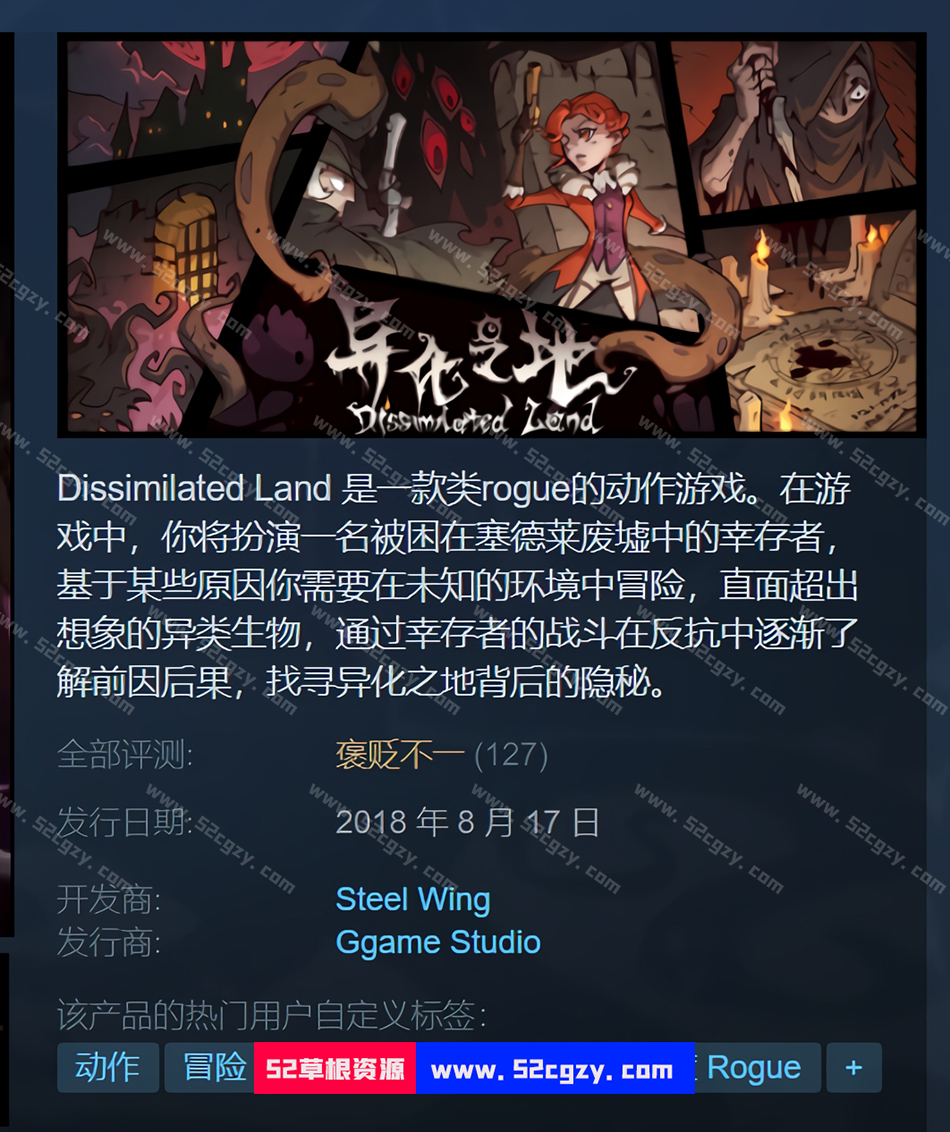 异化之地
Dissimilated Land
Dissimilated Land 是一款类rogue的动作游戏。在游
戏中，你将扮演一名被困在塞德莱废墟中的幸存者，
基于某些原因你需要在未知的环境中冒险，直面超出
想象的异类生物，通过幸存者的战斗在反抗中逐渐了
解前因后果，找寻异化之地背后的隐秘。
全部评测: 褒贬不一 (127)
发行日期: 2018 年 8 月 17 日
开发商: Steel Wing
发行商: Ggame Studio
该产品的热门用户自定义标签:
动作 冒险 52草根资源 www.52cgzy.com Rogue +
www.52cgzy.com